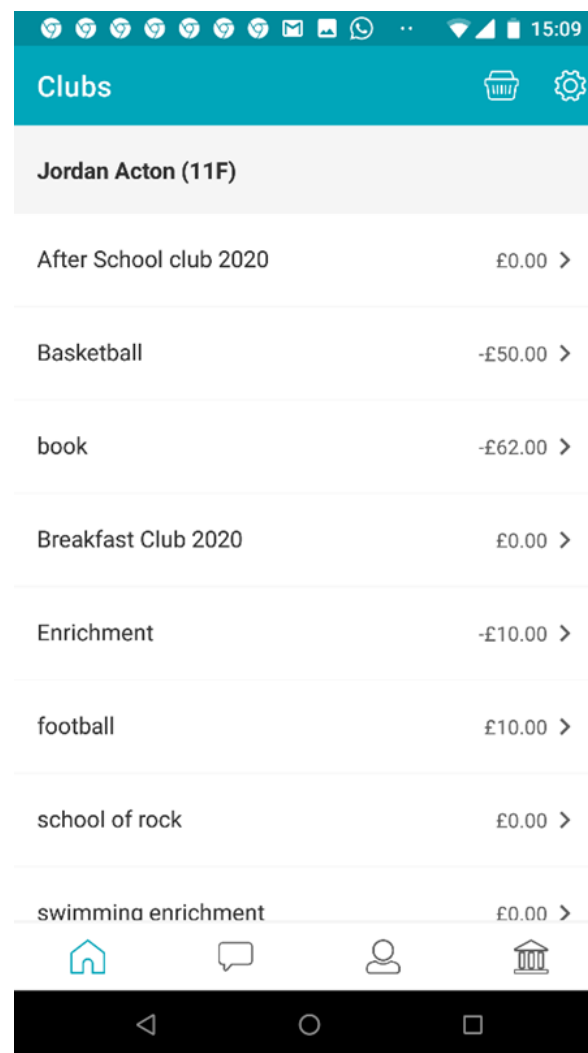 15:09
Clubs
Jordan Acton (11F)
After School club 2020 £0.00
Basketball -£50.00
book -£62.00
Breakfast Club 2020 £0.00
Enrichment -£10.00
football £10.00
school of rock £0.00
swimming enrichment £0.00